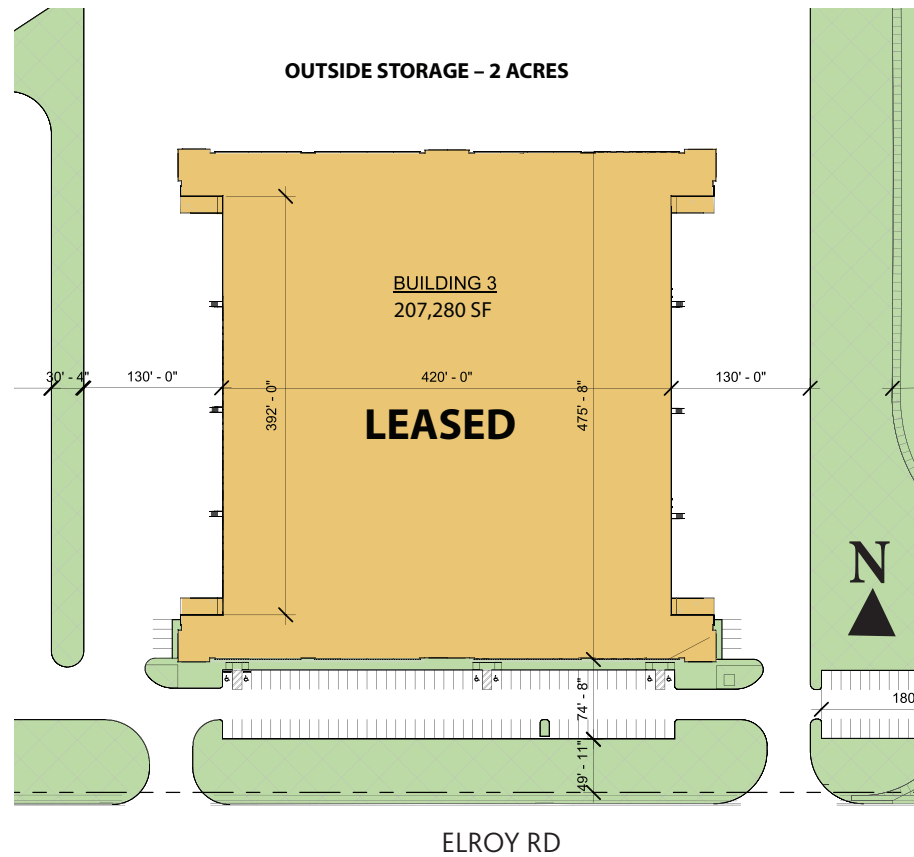 OUTSIDE STORAGE – 2 ACRES
BUILDING 3
207,280 SF
30' - 4"
130' - 0"
420' - 0"
130' - 0"
392' - 0"
475' - 8"
LEASED
N
74' - 8"
180
49' - 11"
ELROY RD